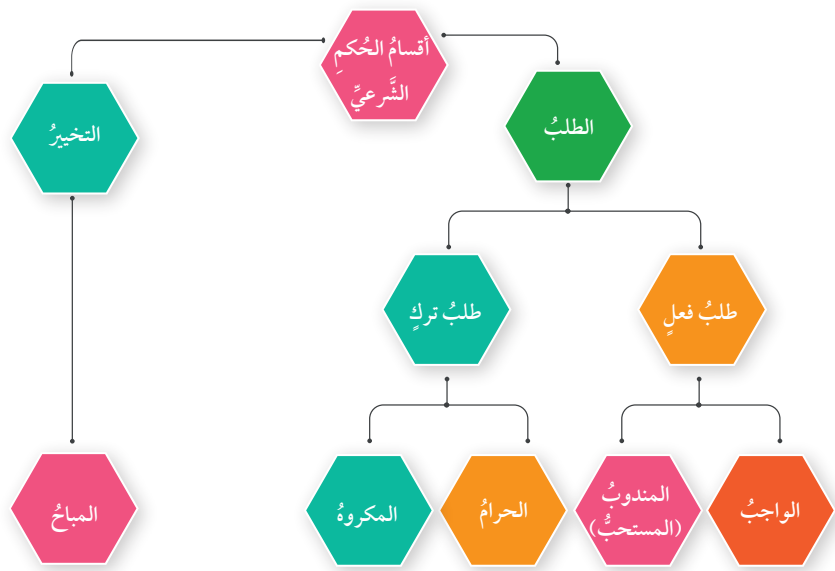 أقسامُ الحُكمِ
الشَّرعيِّ
الطلبُ
التخييرُ
طلبُ فعلٍ
طلبُ تركٍ
الواجبُ
المندوبُ
(المستحبُّ)
الحرامُ
المكروهُ
المباحُ